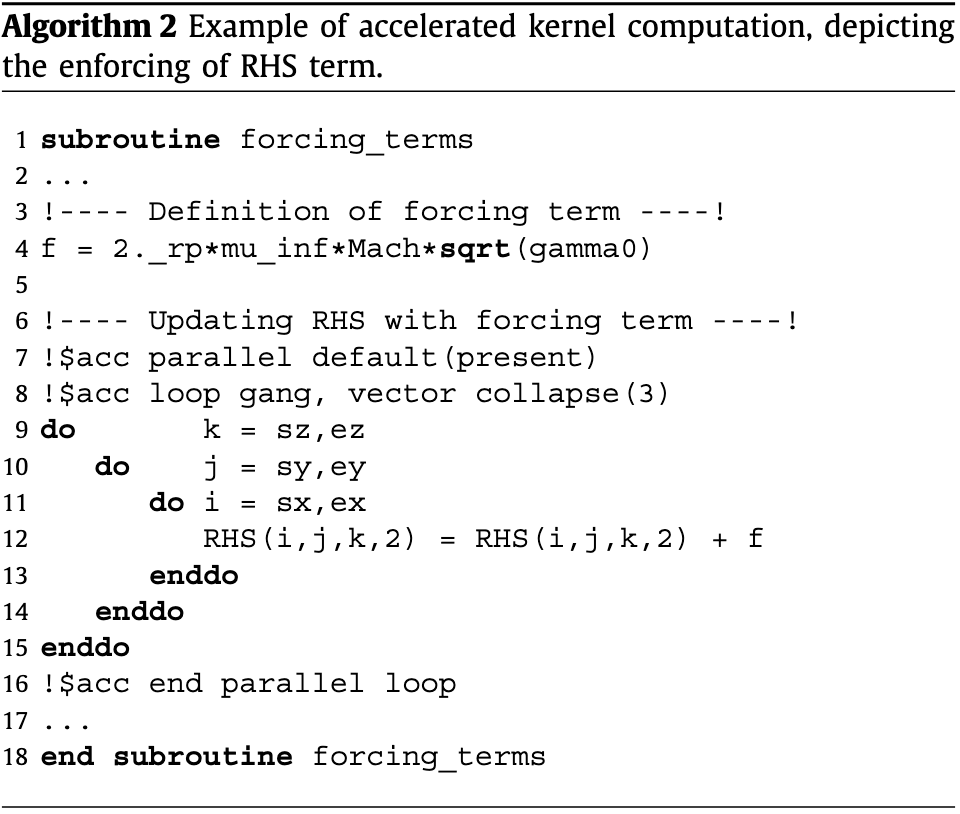 Algorithm 2 Example of accelerated kernel computation, depicting
the enforcing of RHS term.
1 subroutine forcing_terms
2 ...
3 !---- Definition of forcing term ----!
4 f = 2._rp*mu_inf*Mach*sqrt(gamma0)
5
6 !---- Updating RHS with forcing term ----!
7 !$acc parallel default(present)
8 !$acc loop gang, vector collapse(3)
9 do       k = sz,ez
10    do    j = sy,ey
11       do i = sx,ex
12          RHS(i,j,k,2) = RHS(i,j,k,2) + f
13       enddo
14    enddo
15 enddo
16 !$acc end parallel loop
17 ...
18 end subroutine forcing_terms